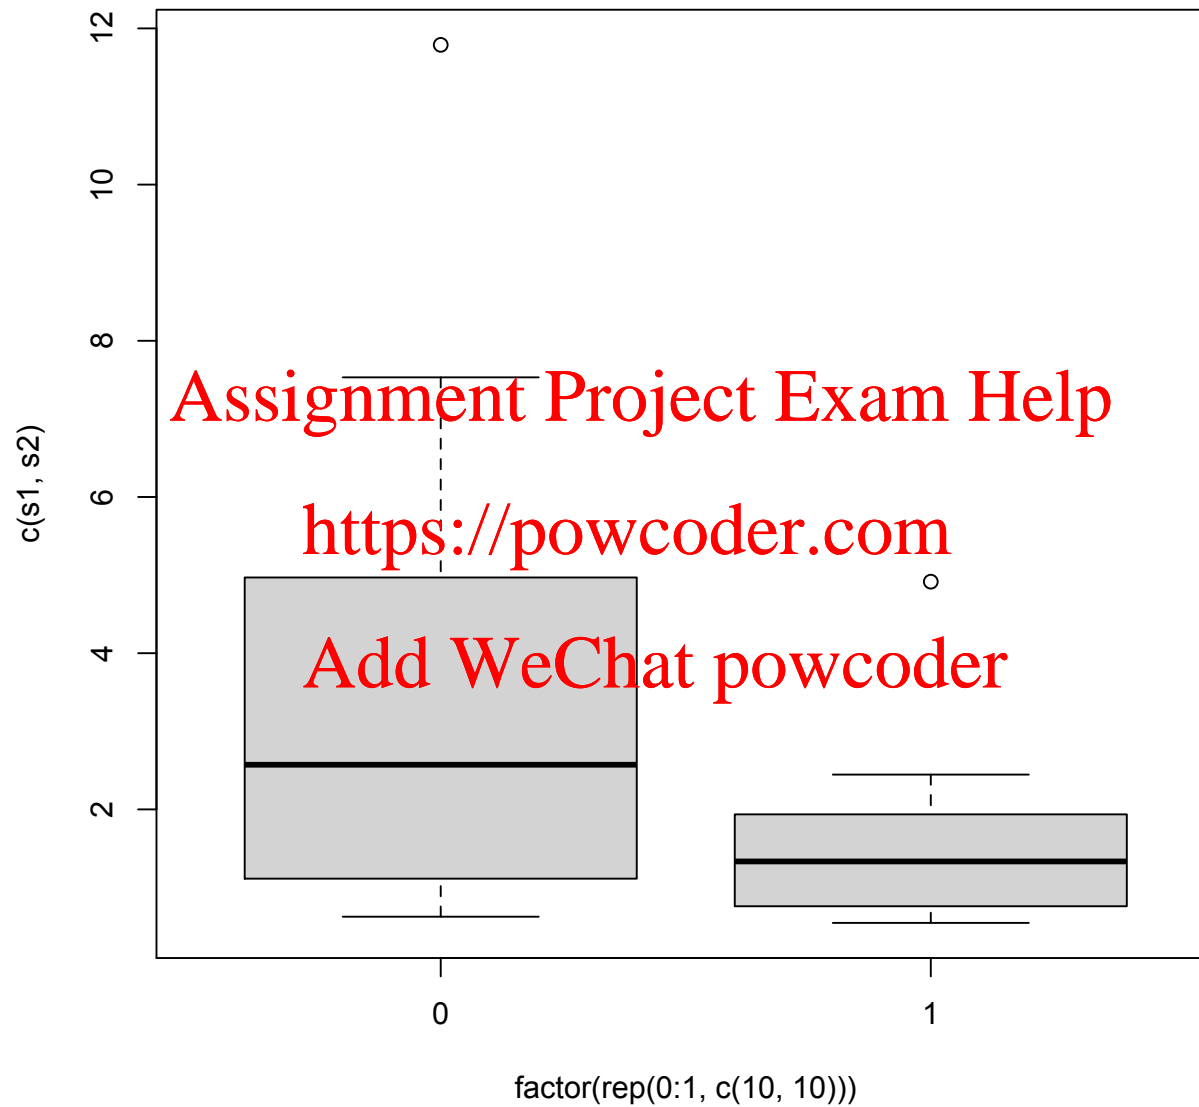 12
10
8
6
4
2
c(s1, s2)
Assignment Project Exam Help
https://powcoder.com
Add WeChat powcoder
0 1
factor(rep(0:1, c(10, 10)))